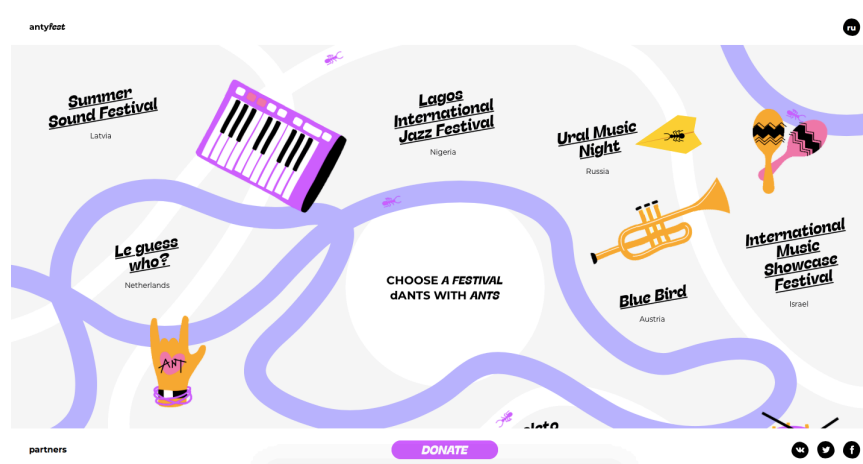 antyfest
ru
Summer
Sound Festival
Latvia
Lagos
International
Jazz Festival
Nigeria
Ural Music
Night
Russia
International
Music
Showcase
Festival
Israel
Le guess
who?
Netherlands
CHOOSE A FESTIVAL
dANTS WITH ANTS
Blue Bird
Austria
ANT
partners
DONATE